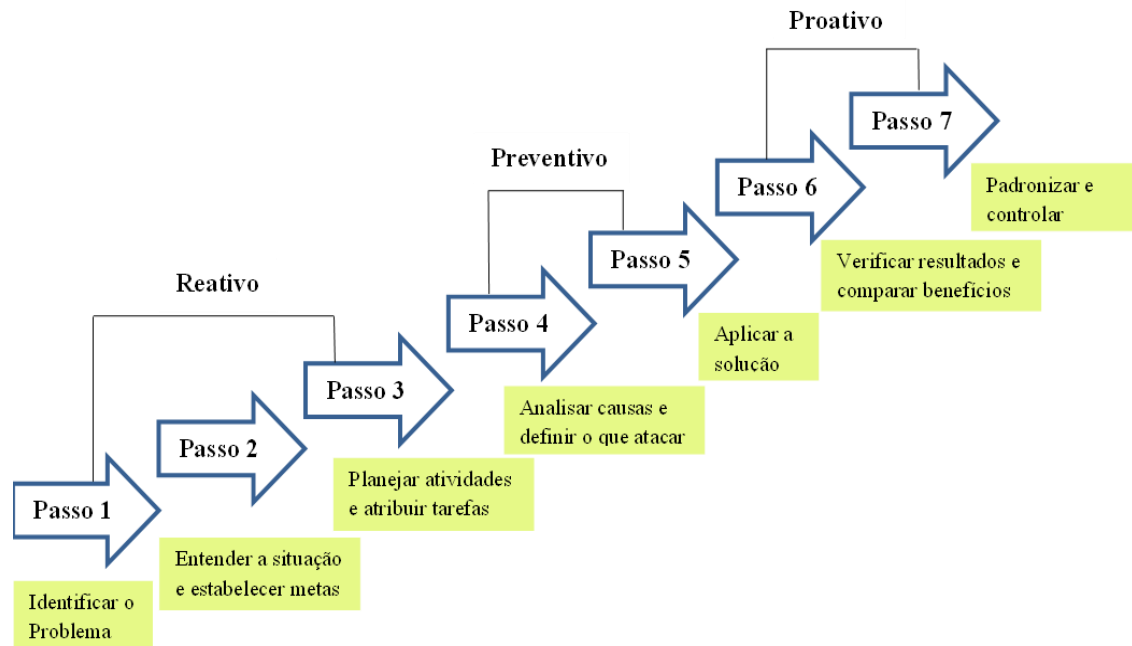 Proativo
Passo 7
Preventivo
Passo 6
Padronizar e
controlar
Passo 5
Verificar resultados e
comparar benefícios
Reativo
Passo 4
Aplicar a
solução
Passo 3
Analisar causas e
definir o que atacar
Passo 2
Planejar atividades
e atribuir tarefas
Passo 1
Entender a situação
e estabelecer metas
Identificar o
Problema